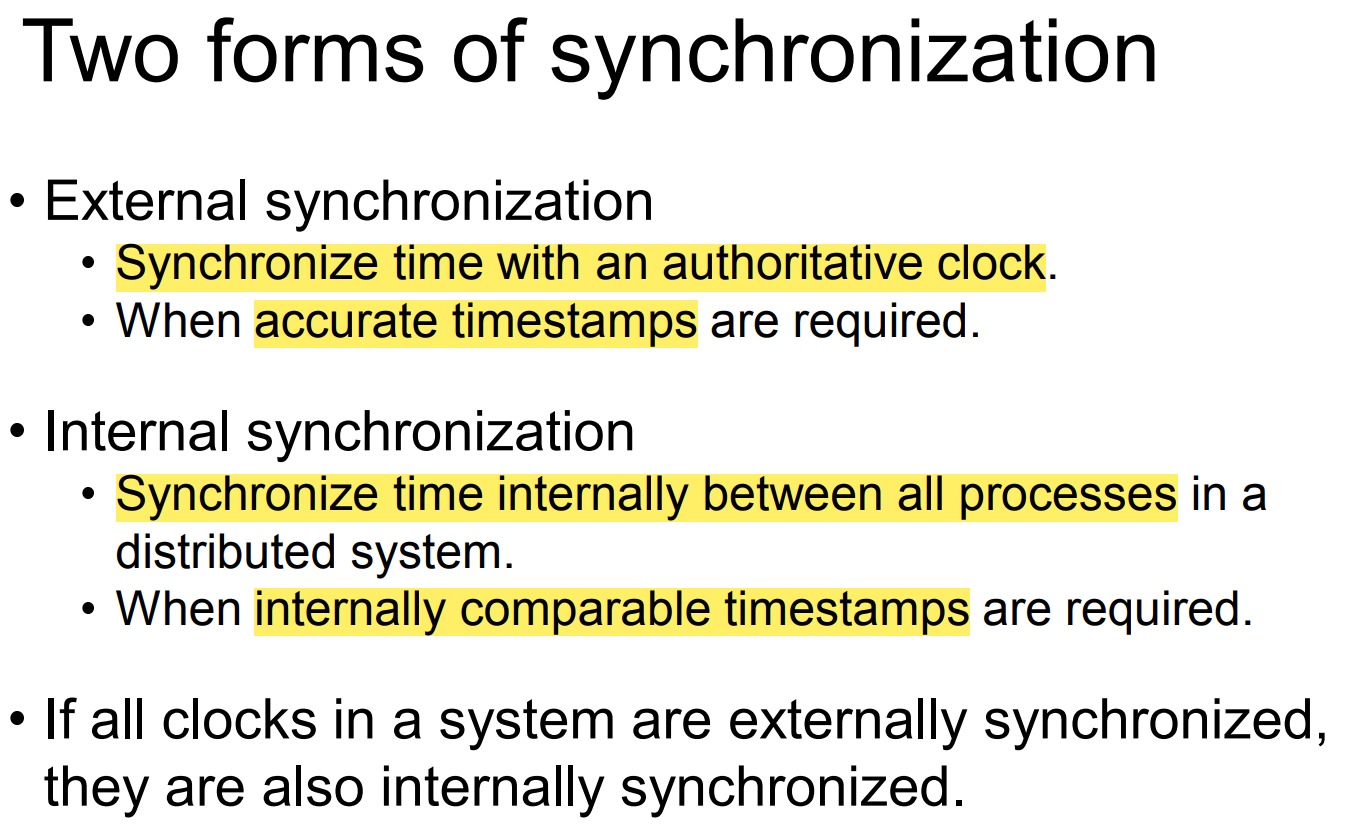 Two forms of synchronization
• External synchronization
• Synchronize time with an authoritative clock.
• When accurate timestamps are required.
• Internal synchronization
• Synchronize time internally between all processes in a
distributed system.
• When internally comparable timestamps are required.
• If all clocks in a system are externally synchronized,
they are also internally synchronized.